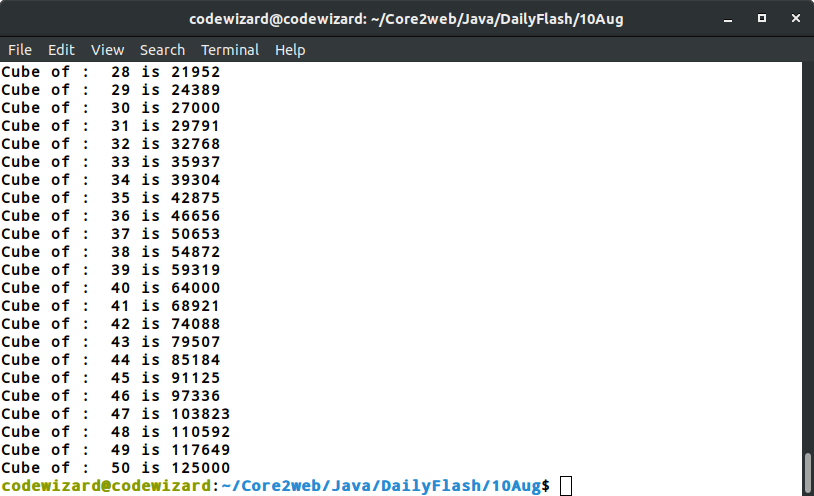 codewizard@codewizard: ~/Core2web/Java/DailyFlash/10Aug
File Edit View Search Terminal Help
Cube of :  28 is 21952
Cube of :  29 is 24389
Cube of :  30 is 27000
Cube of :  31 is 29791
Cube of :  32 is 32768
Cube of :  33 is 35937
Cube of :  34 is 39304
Cube of :  35 is 42875
Cube of :  36 is 46656
Cube of :  37 is 50653
Cube of :  38 is 54872
Cube of :  39 is 59319
Cube of :  40 is 64000
Cube of :  41 is 68921
Cube of :  42 is 74088
Cube of :  43 is 79507
Cube of :  44 is 85184
Cube of :  45 is 91125
Cube of :  46 is 97336
Cube of :  47 is 103823
Cube of :  48 is 110592
Cube of :  49 is 117649
Cube of :  50 is 125000
codewizard@codewizard:~/Core2web/Java/DailyFlash/10Aug$